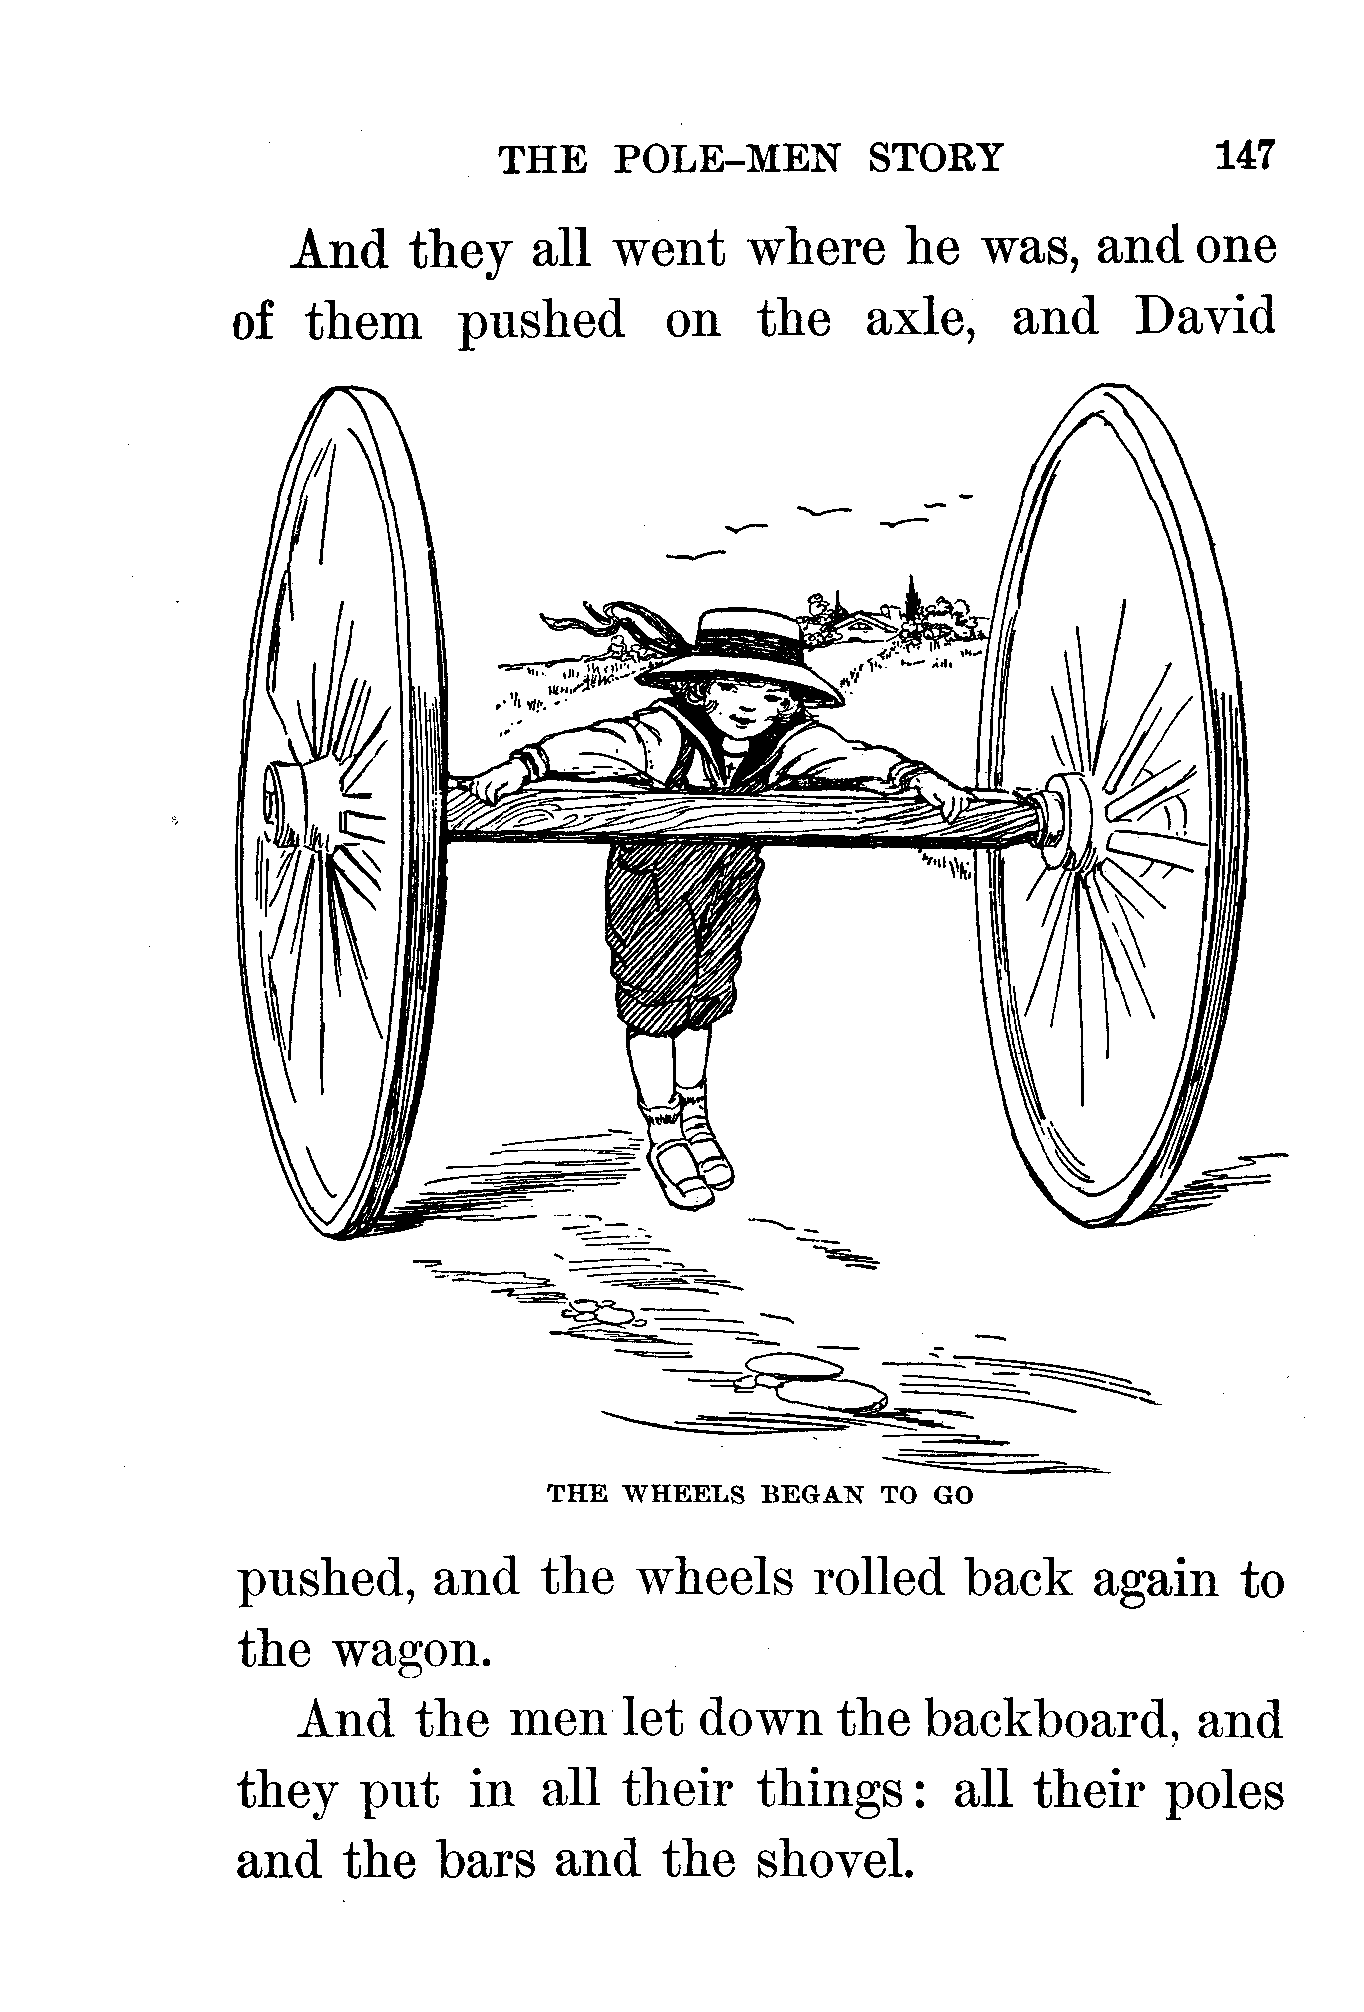 THE POLE-MEN STORY 147
And they all went where he was, and one
of them pushed on the axle, and David
THE WHEELS BEGAN TO GO
pushed, and the wheels rolled back again to
the wagon.
And the men let down the backboard, and
they put in all their things: all their poles
and the bars and the shovel.